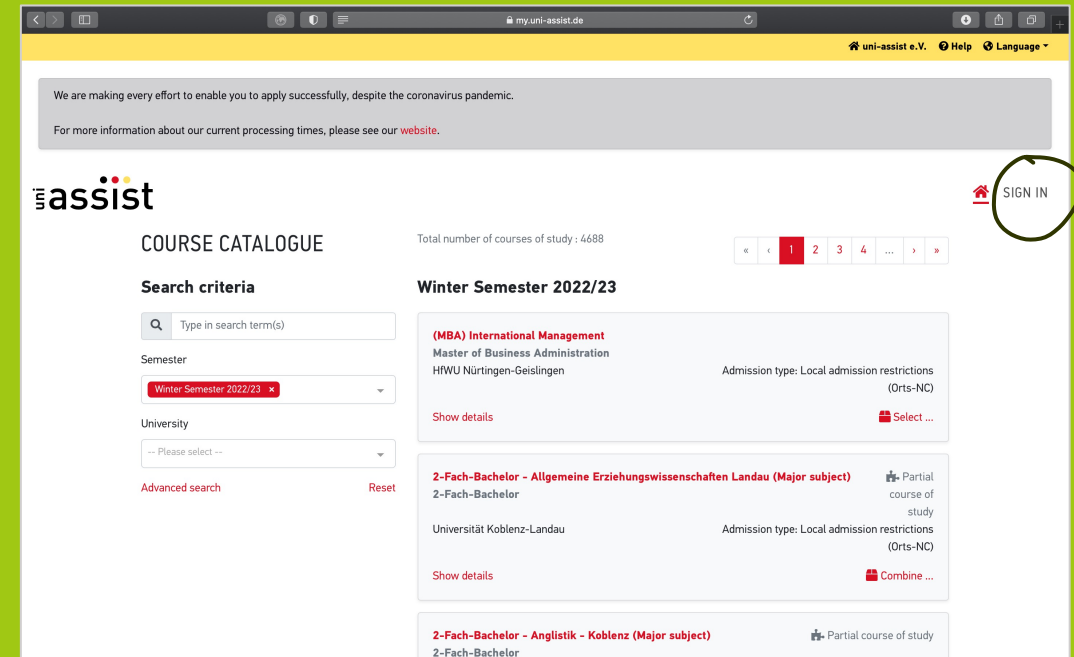 my.uni-assist.de
uni-assist e.V. Help Language
We are making every effort to enable you to apply successfully, despite the coronavirus pandemic.
For more information about our current processing times, please see our website.
uni assist
SIGN IN
COURSE CATALOGUE
Total number of courses of study : 4688
« ‹ 1 2 3 4 ... › »
Search criteria
Type in search term(s)
Semester
Winter Semester 2022/23 ×
University
-- Please select --
Advanced search Reset
Winter Semester 2022/23
(MBA) International Management
Master of Business Administration
HfWU Nürtingen-Geislingen
Admission type: Local admission restrictions
(Orts-NC)
Show details
Select ...
2-Fach-Bachelor - Allgemeine Erziehungswissenschaften Landau (Major subject)
2-Fach-Bachelor
Partial
course of
study
Universität Koblenz-Landau
Admission type: Local admission restrictions
(Orts-NC)
Show details
Combine ...
2-Fach-Bachelor - Anglistik - Koblenz (Major subject)
Partial course of study
2-Fach-Bachelor